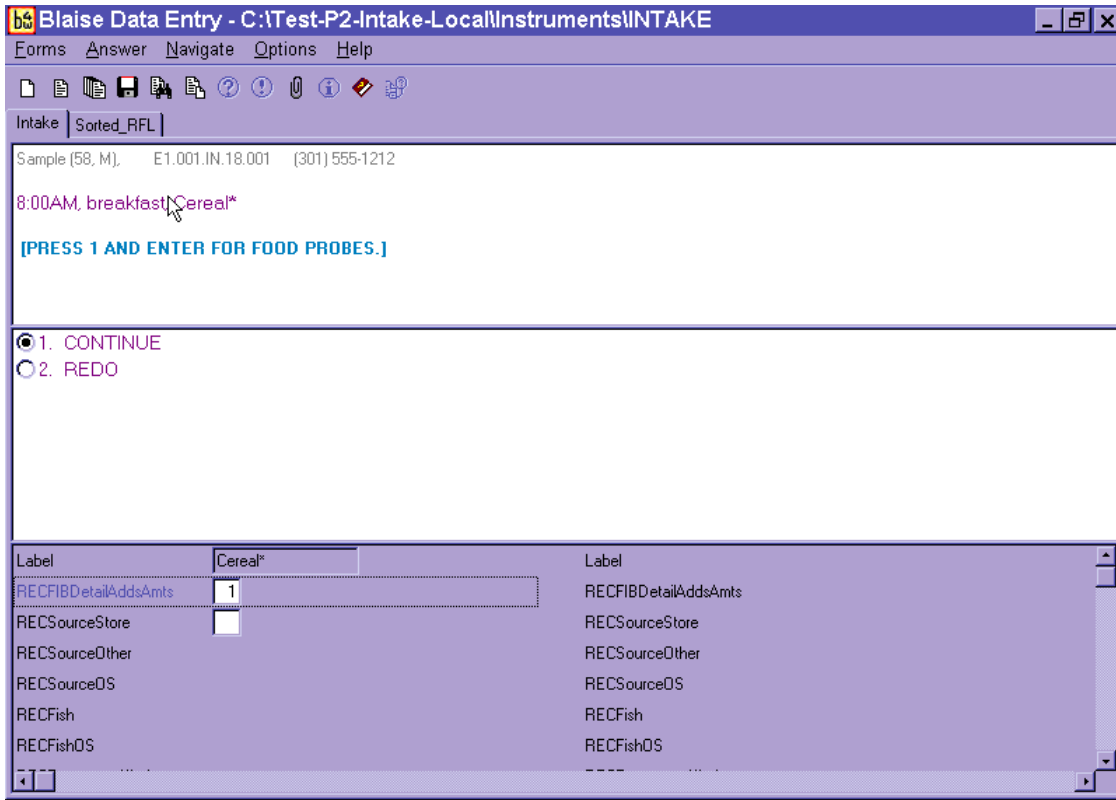 Blaise Data Entry - C:\Test-P2-Intake-Local\Instruments\INTAKE
Forms Answer Navigate Options Help
Intake Sorted_RFL
Sample (58, M), E1.001.IN.18.001 (301) 555-1212
8:00AM, breakfast, Cereal*
[PRESS 1 AND ENTER FOR FOOD PROBES.]
1. CONTINUE
2. REDO
Label Cereal* Label
RECFIBDetailAddsAmts 1 RECFIBDetailAddsAmts
RECSourceStore RECSourceStore
RECSourceOther RECSourceOther
RECSourceOS RECSourceOS
RECFish RECFish
RECFishOS RECFishOS